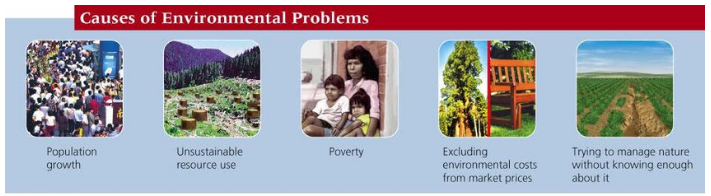 Causes of Environmental Problems
Population
growth
Unsustainable
resource use
Poverty
Excluding
environmental costs
from market prices
Trying to manage nature
without knowing enough
about it